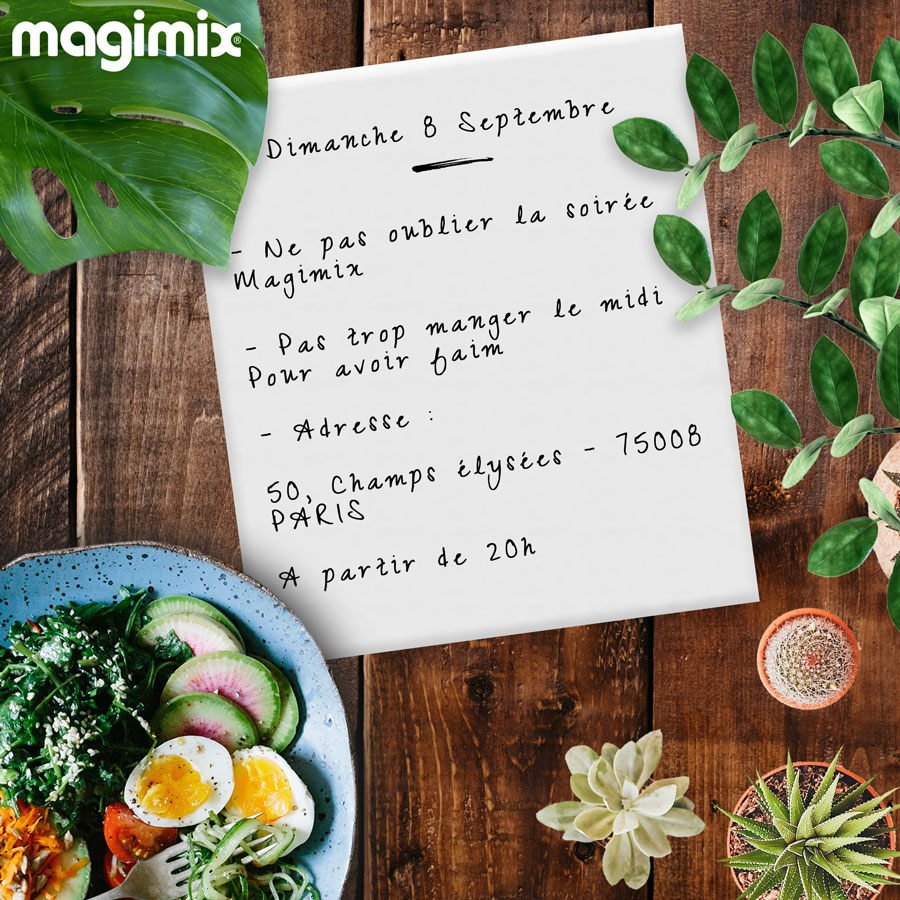 magimix®
Dimanche 8 Septembre
- Ne pas oublier la soirée
Magimix
- Pas trop manger le midi
Pour avoir faim
- Adresse :
50, Champs élysées - 75008
PARIS
A partir de 20h